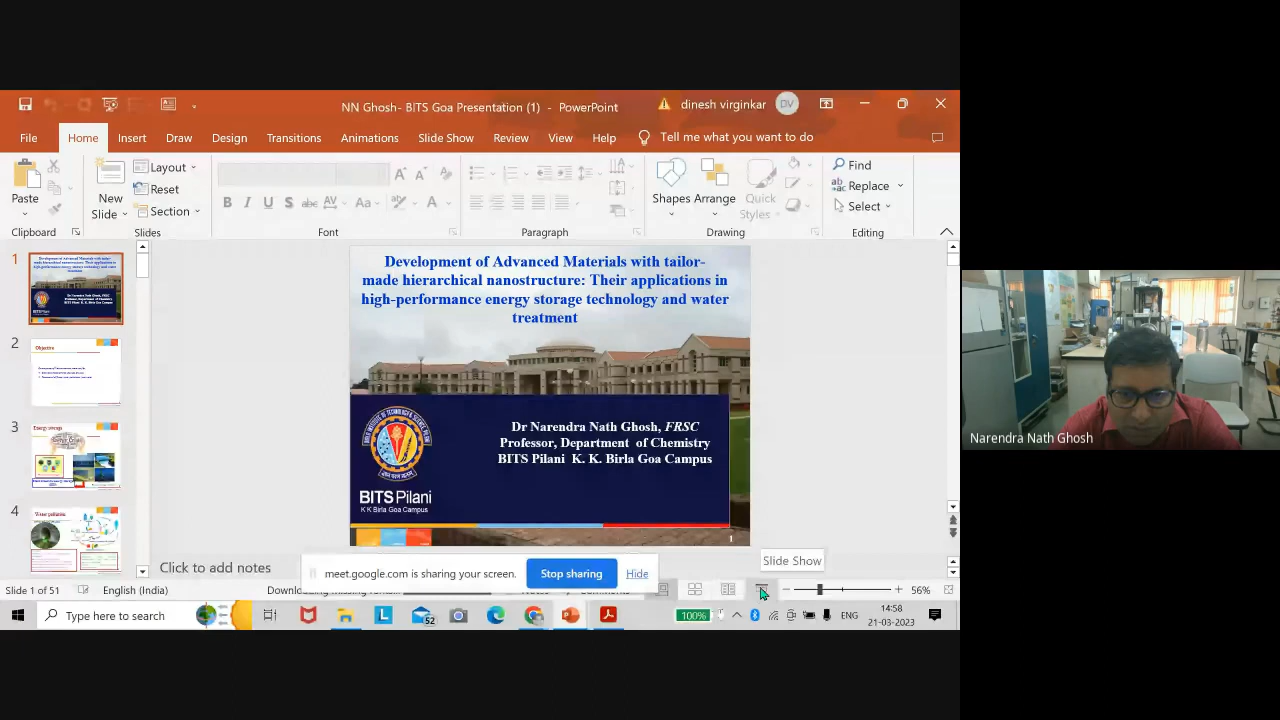 NN Ghosh- BITS Goa Presentation (1) - PowerPoint
dinesh virginkar
DV
File Home Insert Draw Design Transitions Animations Slide Show Review View Help Tell me what you want to do
Paste
New
Slide
Layout
Reset
Section
B I U S abc AV Aa A
Shapes Arrange Quick
Styles
Find
Replace
Select
Clipboard Slides Font Paragraph Drawing Editing
1
2
Objective
3
Energy storage
4
Water pollution
Development of Advanced Materials with tailor-
made hierarchical nanostructure: Their applications in
high-performance energy storage technology and water
treatment
Dr Narendra Nath Ghosh, FRSC
Professor, Department of Chemistry
BITS Pilani K. K. Birla Goa Campus
BITS Pilani
K K Birla Goa Campus
1
Narendra Nath Ghosh
Click to add notes
meet.google.com is sharing your screen.
Stop sharing
Hide
Slide Show
Slide 1 of 51
English (India)
56%
Type here to search
52
100%
ENG
14:58
21-03-2023